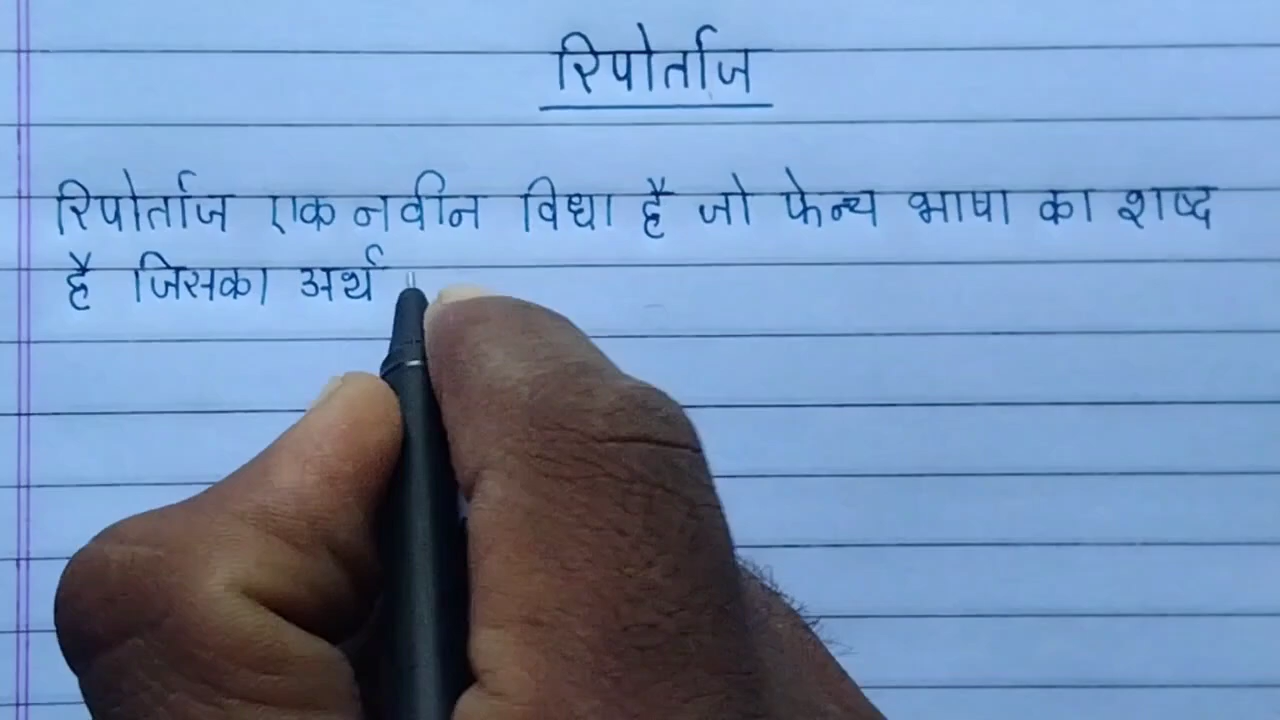 रिपोर्ताज
रिपोर्ताज एक नवीन विधा है जो फेन्च भाषा का शब्द
है जिसका अर्थ